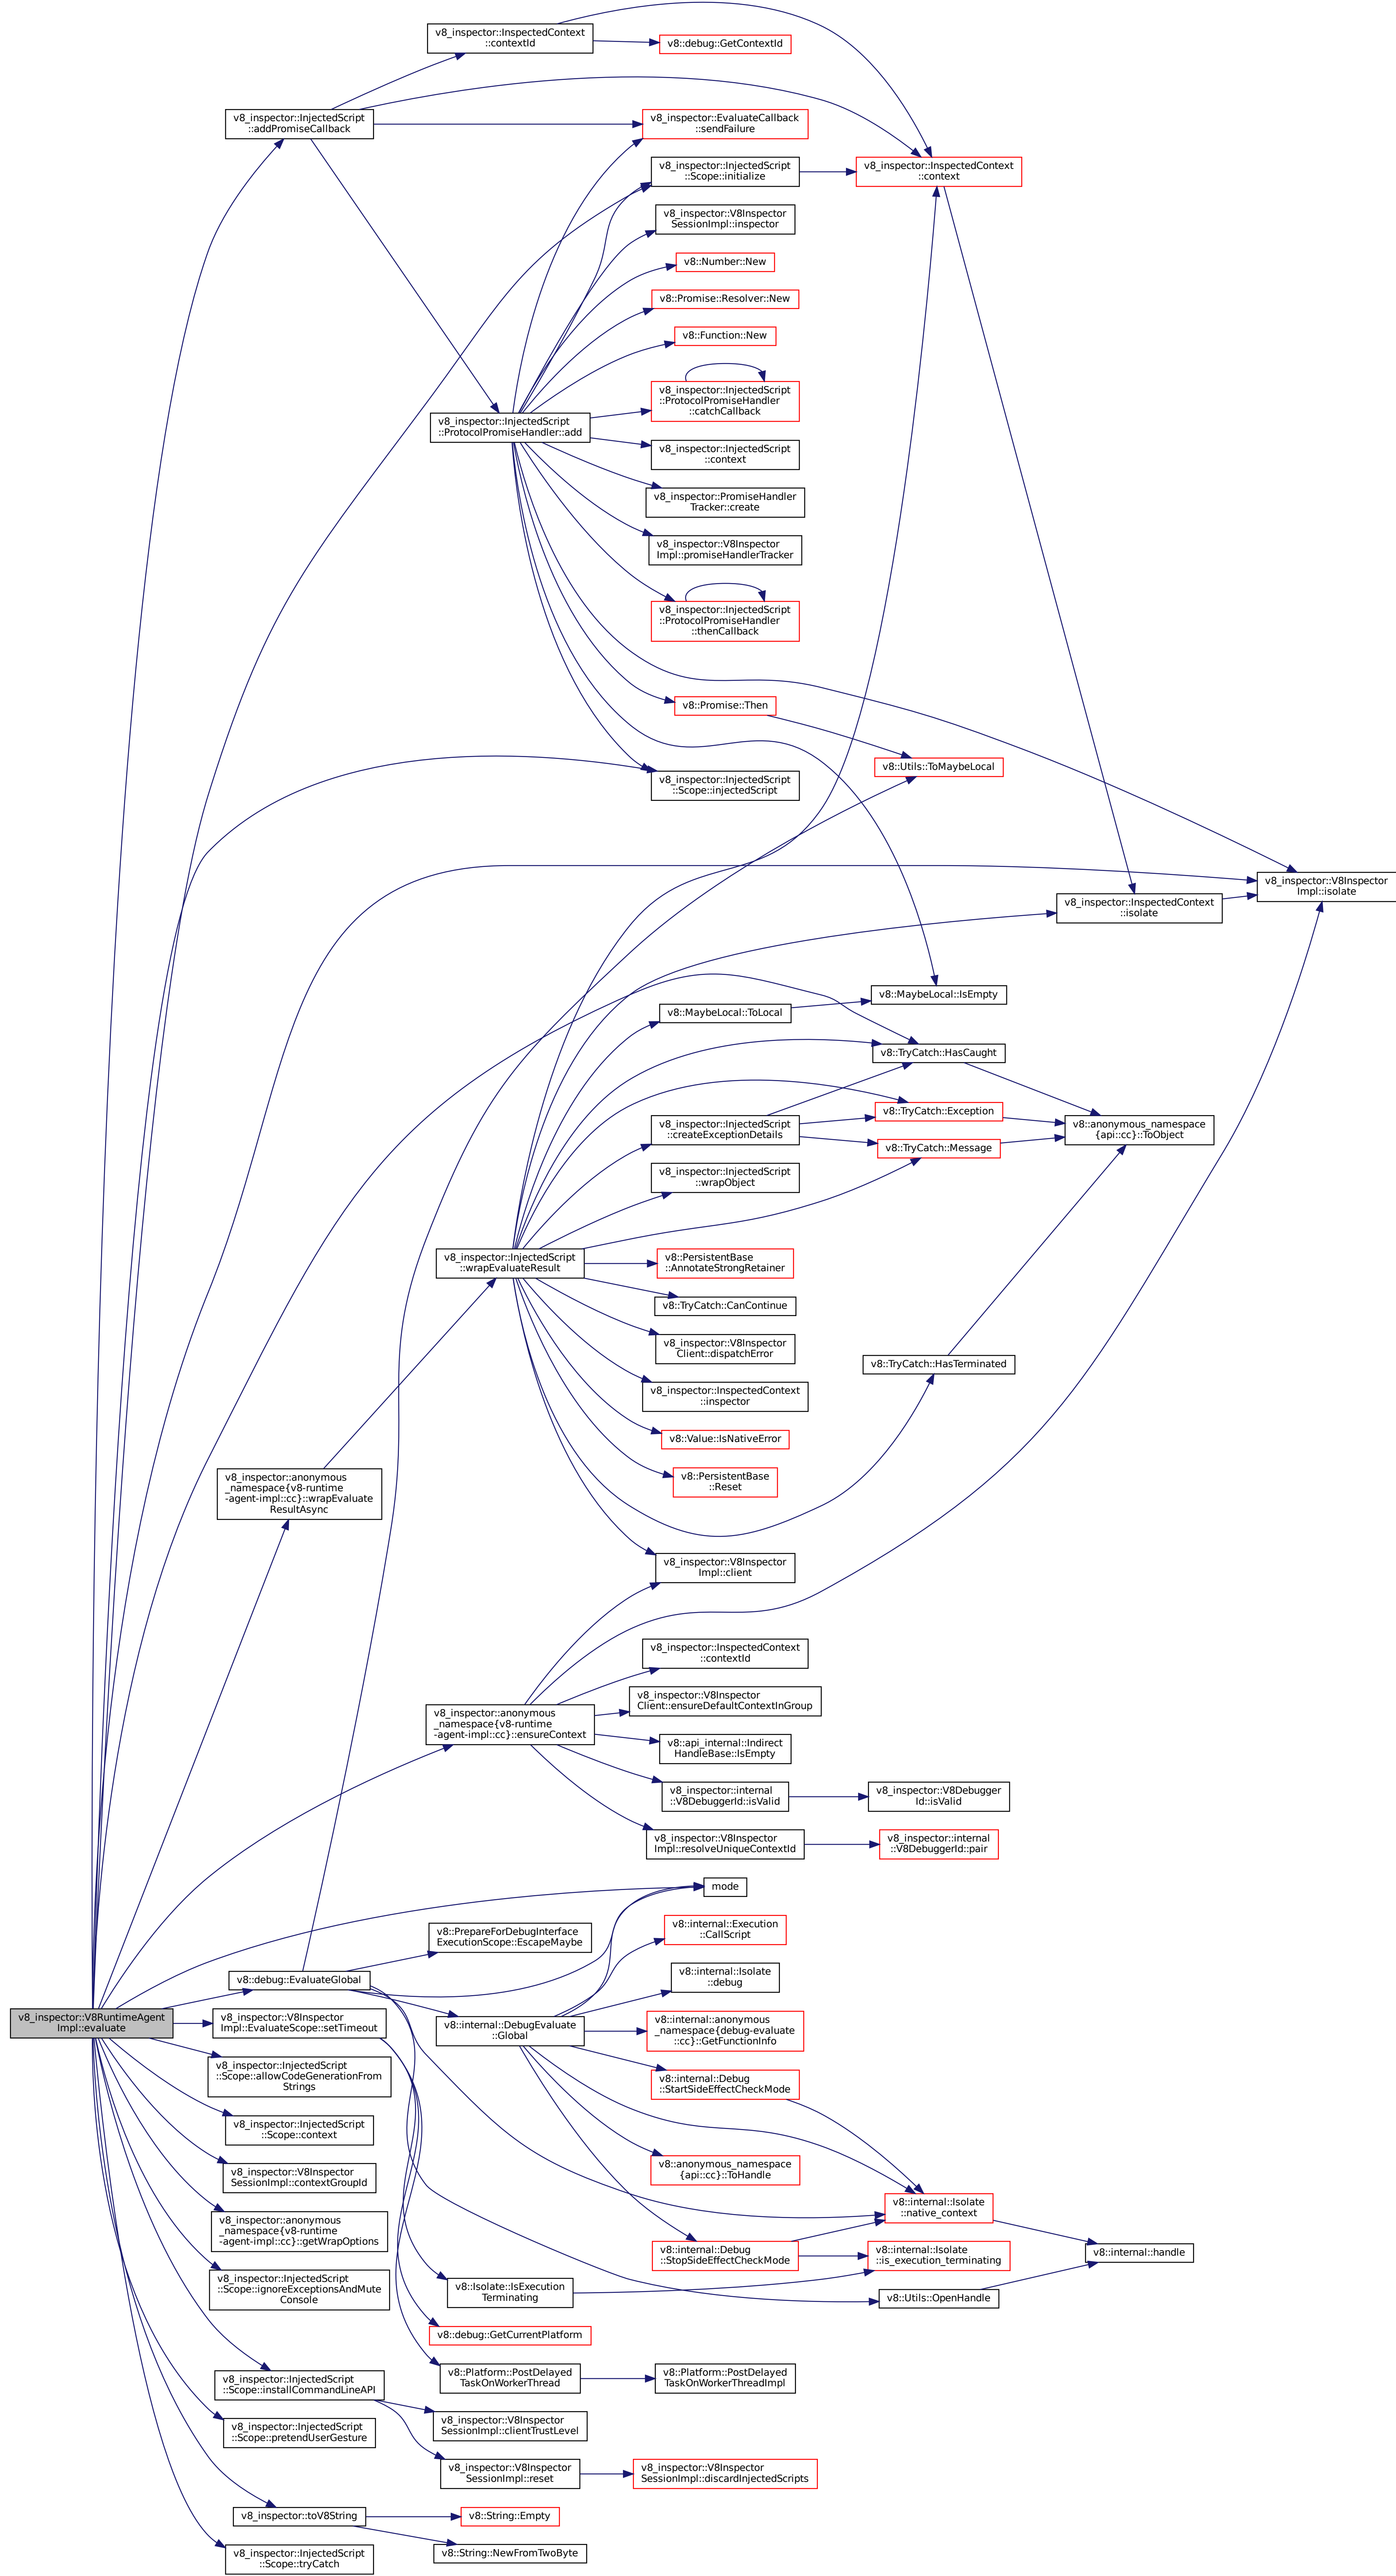 v8_inspector::InspectedContext
::contextId
v8::debug::GetContextId
v8_inspector::InjectedScript
::addPromiseCallback
v8_inspector::EvaluateCallback
::sendFailure
v8_inspector::InjectedScript
::Scope::initialize
v8_inspector::InspectedContext
::context
v8_inspector::V8Inspector
SessionImpl::inspector
v8::Number::New
v8::Promise::Resolver::New
v8::Function::New
v8_inspector::InjectedScript
::ProtocolPromiseHandler
::catchCallback
v8_inspector::InjectedScript
::ProtocolPromiseHandler::add
v8_inspector::InjectedScript
::context
v8_inspector::PromiseHandler
Tracker::create
v8_inspector::V8Inspector
Impl::promiseHandlerTracker
v8_inspector::InjectedScript
::ProtocolPromiseHandler
::thenCallback
v8::Promise::Then
v8::Utils::ToMaybeLocal
v8_inspector::InjectedScript
::Scope::injectedScript
v8_inspector::V8Inspector
Impl::isolate
v8_inspector::InspectedContext
::isolate
v8::MaybeLocal::IsEmpty
v8::MaybeLocal::ToLocal
v8::TryCatch::HasCaught
v8::TryCatch::Exception
v8_inspector::InjectedScript
::createExceptionDetails
v8::anonymous_namespace
{api::cc}::ToObject
v8::TryCatch::Message
v8_inspector::InjectedScript
::wrapObject
v8_inspector::InjectedScript
::wrapEvaluateResult
v8::PersistentBase
::AnnotateStrongRetainer
v8::TryCatch::CanContinue
v8_inspector::V8Inspector
Client::dispatchError
v8::TryCatch::HasTerminated
v8_inspector::InspectedContext
::inspector
v8::Value::IsNativeError
v8::PersistentBase
::Reset
v8_inspector::anonymous
_namespace{v8-runtime
-agent-impl::cc}::wrapEvaluate
ResultAsync
v8_inspector::V8Inspector
Impl::client
v8_inspector::InspectedContext
::contextId
v8_inspector::V8Inspector
Client::ensureDefaultContextInGroup
v8_inspector::anonymous
_namespace{v8-runtime
-agent-impl::cc}::ensureContext
v8::api_internal::Indirect
HandleBase::IsEmpty
v8_inspector::internal
::V8DebuggerId::isValid
v8_inspector::V8Debugger
Id::isValid
v8_inspector::V8Inspector
Impl::resolveUniqueContextId
v8_inspector::internal
::V8DebuggerId::pair
mode
v8::PrepareForDebugInterface
ExecutionScope::EscapeMaybe
v8::internal::Execution
::CallScript
v8::debug::EvaluateGlobal
v8::internal::Isolate
::debug
v8_inspector::V8RuntimeAgent
Impl::evaluate
v8_inspector::V8Inspector
Impl::EvaluateScope::setTimeout
v8::internal::DebugEvaluate
::Global
v8::internal::anonymous
_namespace{debug-evaluate
::cc}::GetFunctionInfo
v8_inspector::InjectedScript
::Scope::allowCodeGenerationFrom
Strings
v8::internal::Debug
::StartSideEffectCheckMode
v8_inspector::InjectedScript
::Scope::context
v8::anonymous_namespace
{api::cc}::ToHandle
v8_inspector::V8Inspector
SessionImpl::contextGroupId
v8::internal::Isolate
::native_context
v8_inspector::anonymous
_namespace{v8-runtime
-agent-impl::cc}::getWrapOptions
v8::internal::Debug
::StopSideEffectCheckMode
v8::internal::Isolate
::is_execution_terminating
v8::internal::handle
v8_inspector::InjectedScript
::Scope::ignoreExceptionsAndMute
Console
v8::Isolate::IsExecution
Terminating
v8::Utils::OpenHandle
v8::debug::GetCurrentPlatform
v8_inspector::InjectedScript
::Scope::installCommandLineAPI
v8::Platform::PostDelayed
TaskOnWorkerThread
v8::Platform::PostDelayed
TaskOnWorkerThreadImpl
v8_inspector::InjectedScript
::Scope::pretendUserGesture
v8_inspector::V8Inspector
SessionImpl::clientTrustLevel
v8_inspector::V8Inspector
SessionImpl::reset
v8_inspector::V8Inspector
SessionImpl::discardInjectedScripts
v8_inspector::toV8String
v8::String::Empty
v8::String::NewFromTwoByte
v8_inspector::InjectedScript
::Scope::tryCatch